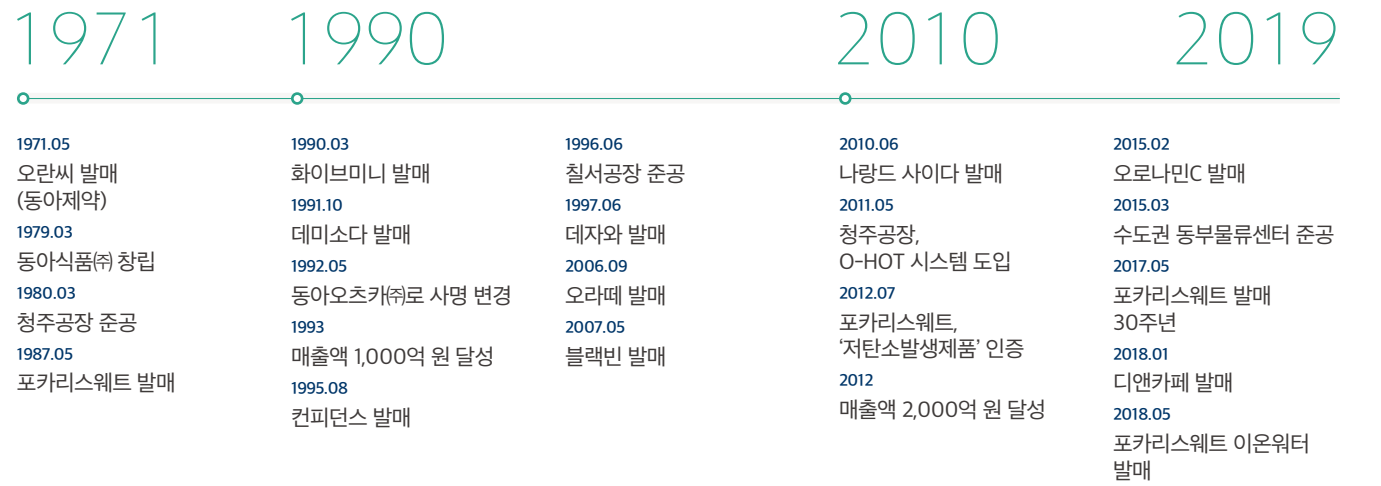 1971
1990
2010
2019
1971.05
오란씨 발매
(동아제약)
1979.03
동아식품㈜ 창립
1980.03
청주공장 준공
1987.05
포카리스웨트 발매
1990.03
화이브미니 발매
1991.10
데미소다 발매
1992.05
동아오츠카㈜로 사명 변경
1993
매출액 1,000억 원 달성
1995.08
컨피던스 발매
1996.06
칠서공장 준공
1997.06
데자와 발매
2006.09
오라떼 발매
2007.05
블랙빈 발매
2010.06
나랑드 사이다 발매
2011.05
청주공장,
O-HOT 시스템 도입
2012.07
포카리스웨트,
‘저탄소발생제품’ 인증
2012
매출액 2,000억 원 달성
2015.02
오로나민C 발매
2015.03
수도권 동부물류센터 준공
2017.05
포카리스웨트 발매
30주년
2018.01
디앤카페 발매
2018.05
포카리스웨트 이온워터
발매